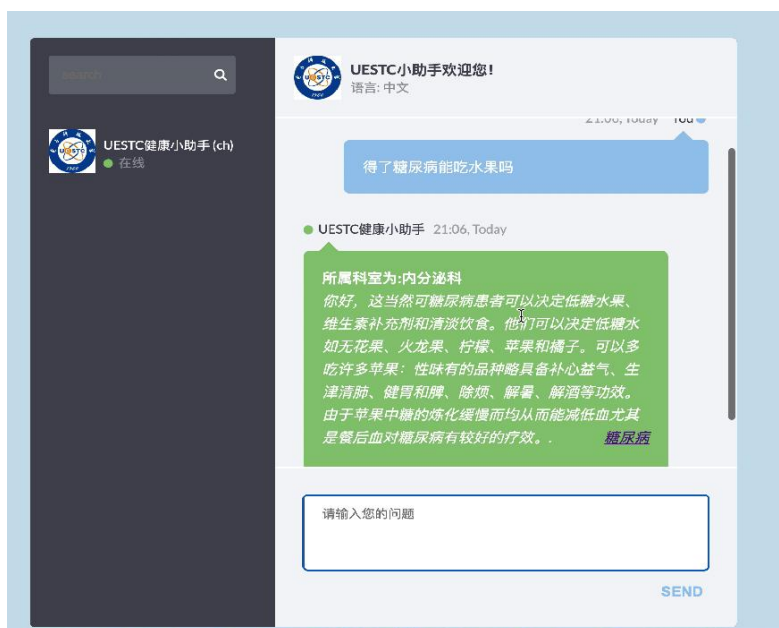 search
UESTC小助手欢迎您!
语言: 中文
UESTC健康小助手 (ch)
在线
21:06, Today You
得了糖尿病能吃水果吗
UESTC健康小助手 21:06, Today
所属科室为:内分泌科
你好，这当然可糖尿病患者可以决定低糖水果、
维生素补充剂和清淡饮食。他们可以决定低糖水
如无花果、火龙果、柠檬、苹果和橘子。可以多
吃许多苹果：性味有的品种略具备补心益气、生
津清肺、健胃和脾、除烦、解暑、解酒等功效。
由于苹果中糖的炼化缓慢而均从而能减低血尤其
是餐后血对糖尿病有较好的疗效。. 糖尿病
请输入您的问题
SEND